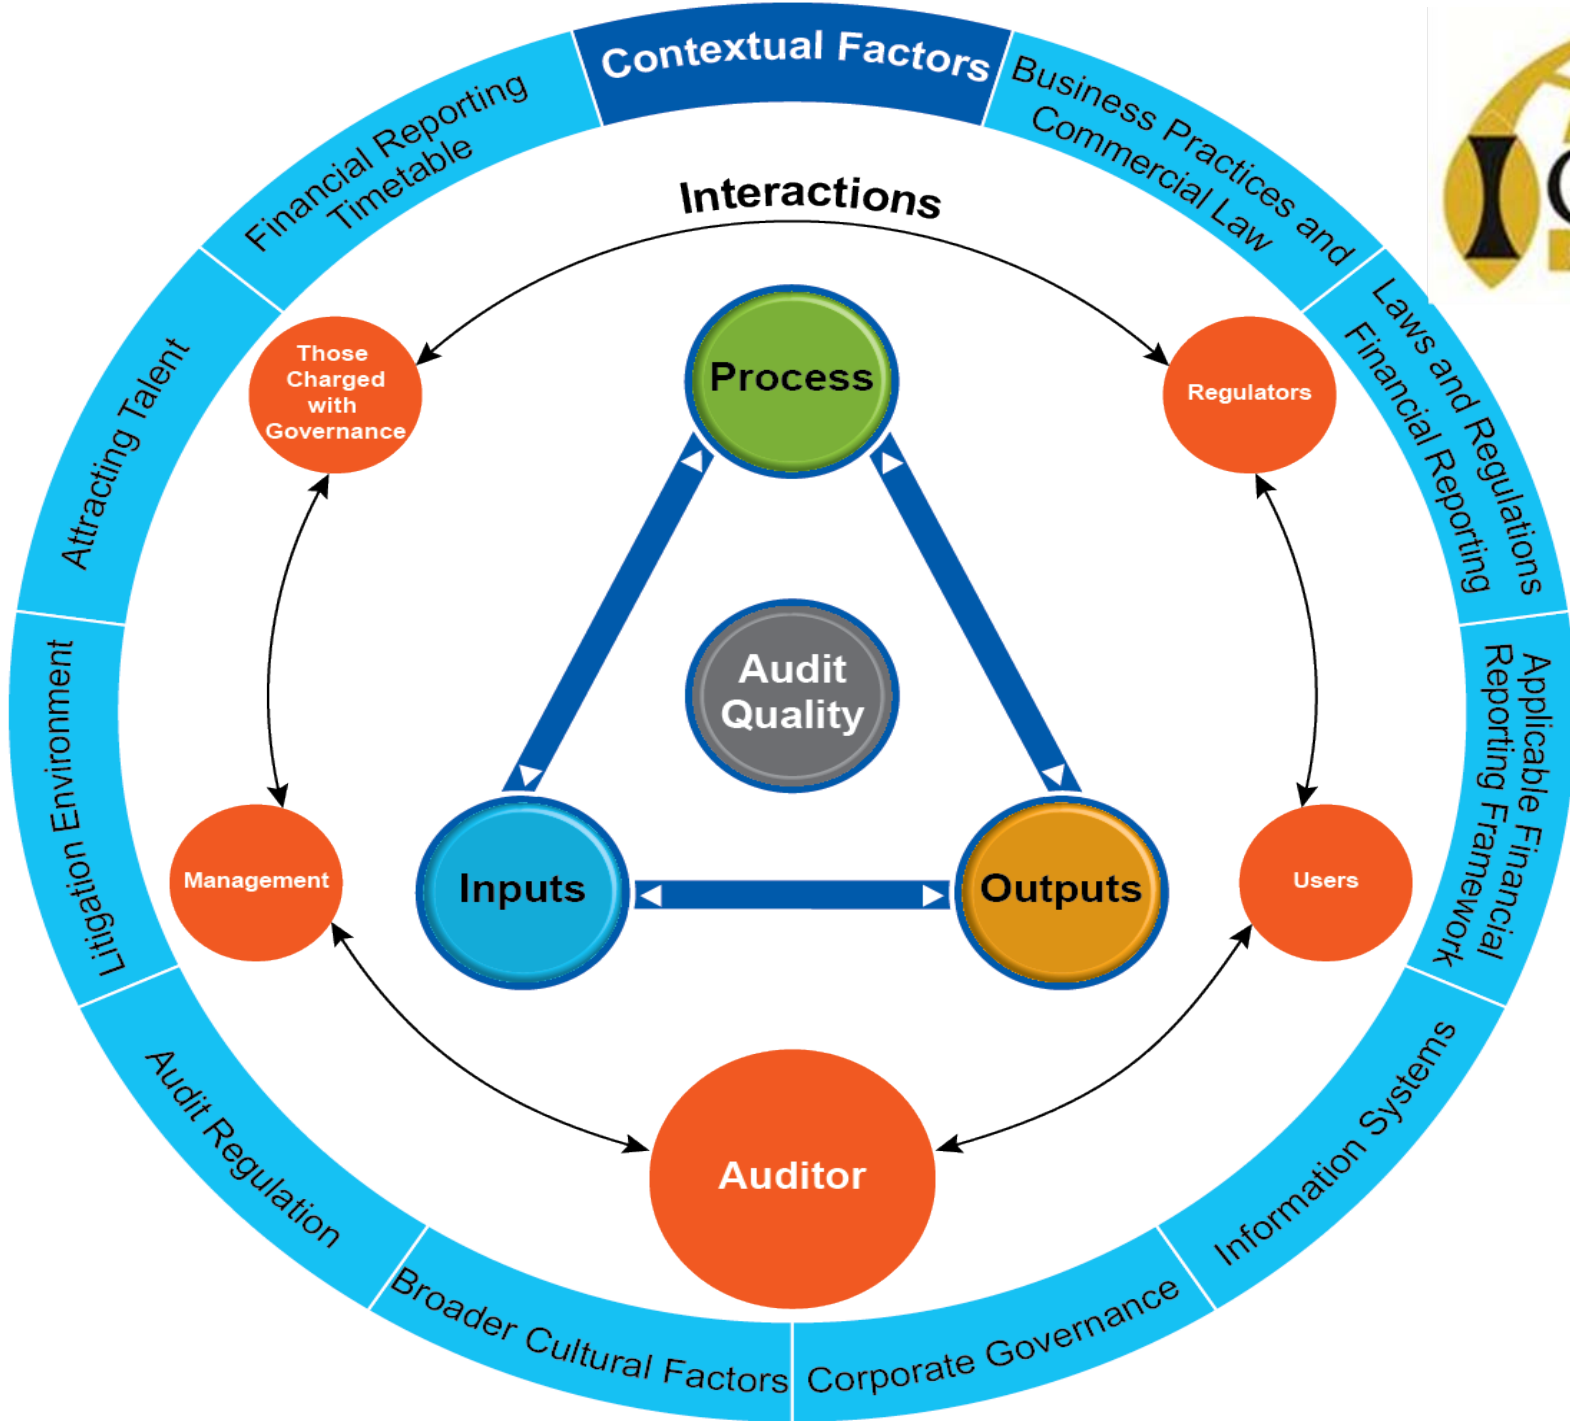 Contextual Factors
Business Practices and
Commercial Law
Laws and Regulations
Financial Reporting
Applicable Financial
Reporting Framework
Information Systems
Corporate Governance
Broader Cultural Factors
Audit Regulation
Litigation Environment
Attracting Talent
Financial Reporting
Timetable
Interactions
Those
Charged
with
Governance
Regulators
Process
Audit
Quality
Management
Inputs
Outputs
Users
Auditor